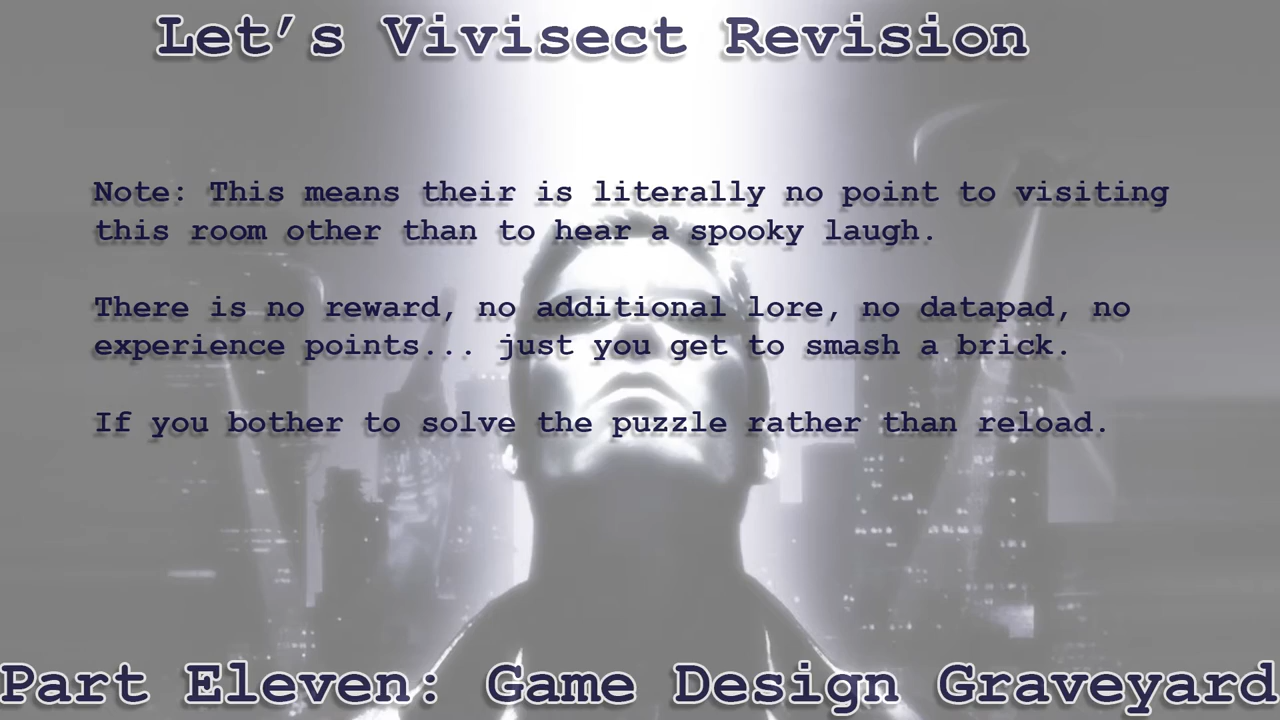 Let’s Vivisect Revision
Note: This means their is literally no point to visiting
this room other than to hear a spooky laugh.
There is no reward, no additional lore, no datapad, no
experience points... just you get to smash a brick.
If you bother to solve the puzzle rather than reload.
Part Eleven: Game Design Graveyard